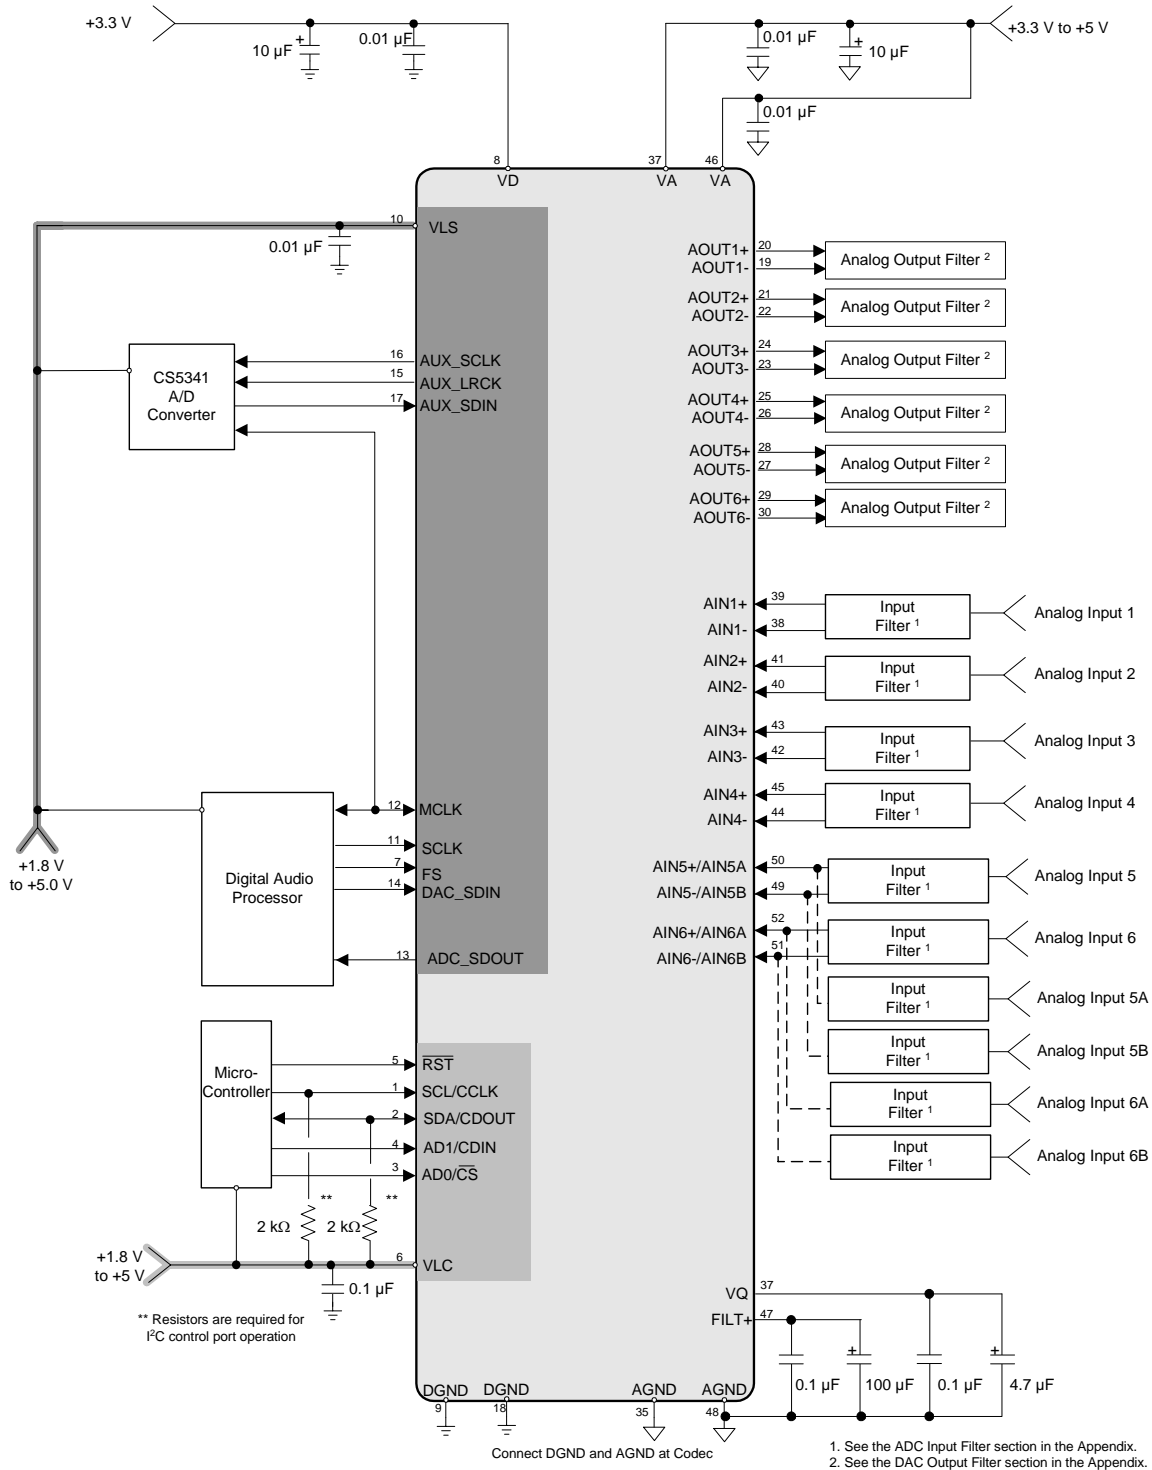 +3.3 V
10 µF
+
0.01 µF
0.01 µF
+
10 µF
+3.3 V to +5 V
0.01 µF
8
VD
37
VA
46
VA
10
VLS
0.01 µF
CS5341
A/D
Converter
16
AUX_SCLK
15
AUX_LRCK
17
AUX_SDIN
12
MCLK
11
SCLK
7
FS
14
DAC_SDIN
13
ADC_SDOUT
Digital Audio
Processor
+1.8 V
to +5.0 V
Micro-
Controller
5
RST
1
SCL/CCLK
2
SDA/CDOUT
4
AD1/CDIN
3
AD0/CS
**
**
2 kΩ
2 kΩ
+1.8 V
to +5 V
6
VLC
0.1 µF
** Resistors are required for
I2C control port operation
AOUT1+
20
AOUT1-
19
Analog Output Filter 2
AOUT2+
21
AOUT2-
22
Analog Output Filter 2
AOUT3+
24
AOUT3-
23
Analog Output Filter 2
AOUT4+
25
AOUT4-
26
Analog Output Filter 2
AOUT5+
28
AOUT5-
27
Analog Output Filter 2
AOUT6+
29
AOUT6-
30
Analog Output Filter 2
AIN1+
39
AIN1-
38
Input
Filter 1
Analog Input 1
AIN2+
41
AIN2-
40
Input
Filter 1
Analog Input 2
AIN3+
43
AIN3-
42
Input
Filter 1
Analog Input 3
AIN4+
45
AIN4-
44
Input
Filter 1
Analog Input 4
AIN5+/AIN5A
50
AIN5-/AIN5B
49
Input
Filter 1
Analog Input 5
AIN6+/AIN6A
52
AIN6-/AIN6B
51
Input
Filter 1
Analog Input 6
Input
Filter 1
Analog Input 5A
Input
Filter 1
Analog Input 5B
Input
Filter 1
Analog Input 6A
Input
Filter 1
Analog Input 6B
VQ
37
FILT+
47
0.1 µF
+
100 µF
0.1 µF
+
4.7 µF
DGND
9
DGND
18
AGND
35
AGND
48
Connect DGND and AGND at Codec
1. See the ADC Input Filter section in the Appendix.
2. See the DAC Output Filter section in the Appendix.